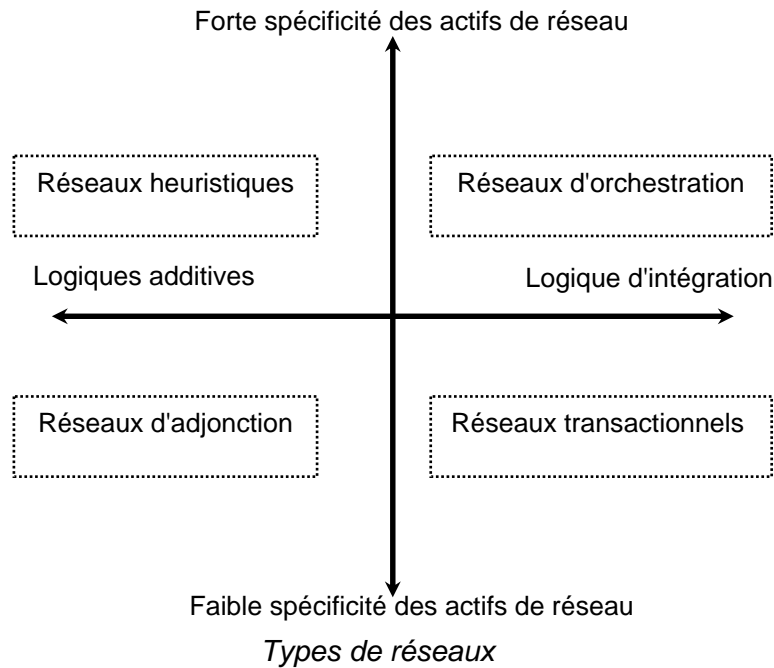 Forte spécificité des actifs de réseau
Réseaux heuristiques
Réseaux d'orchestration
Logiques additives
Logique d'intégration
Réseaux d'adjonction
Réseaux transactionnels
Faible spécificité des actifs de réseau
Types de réseaux